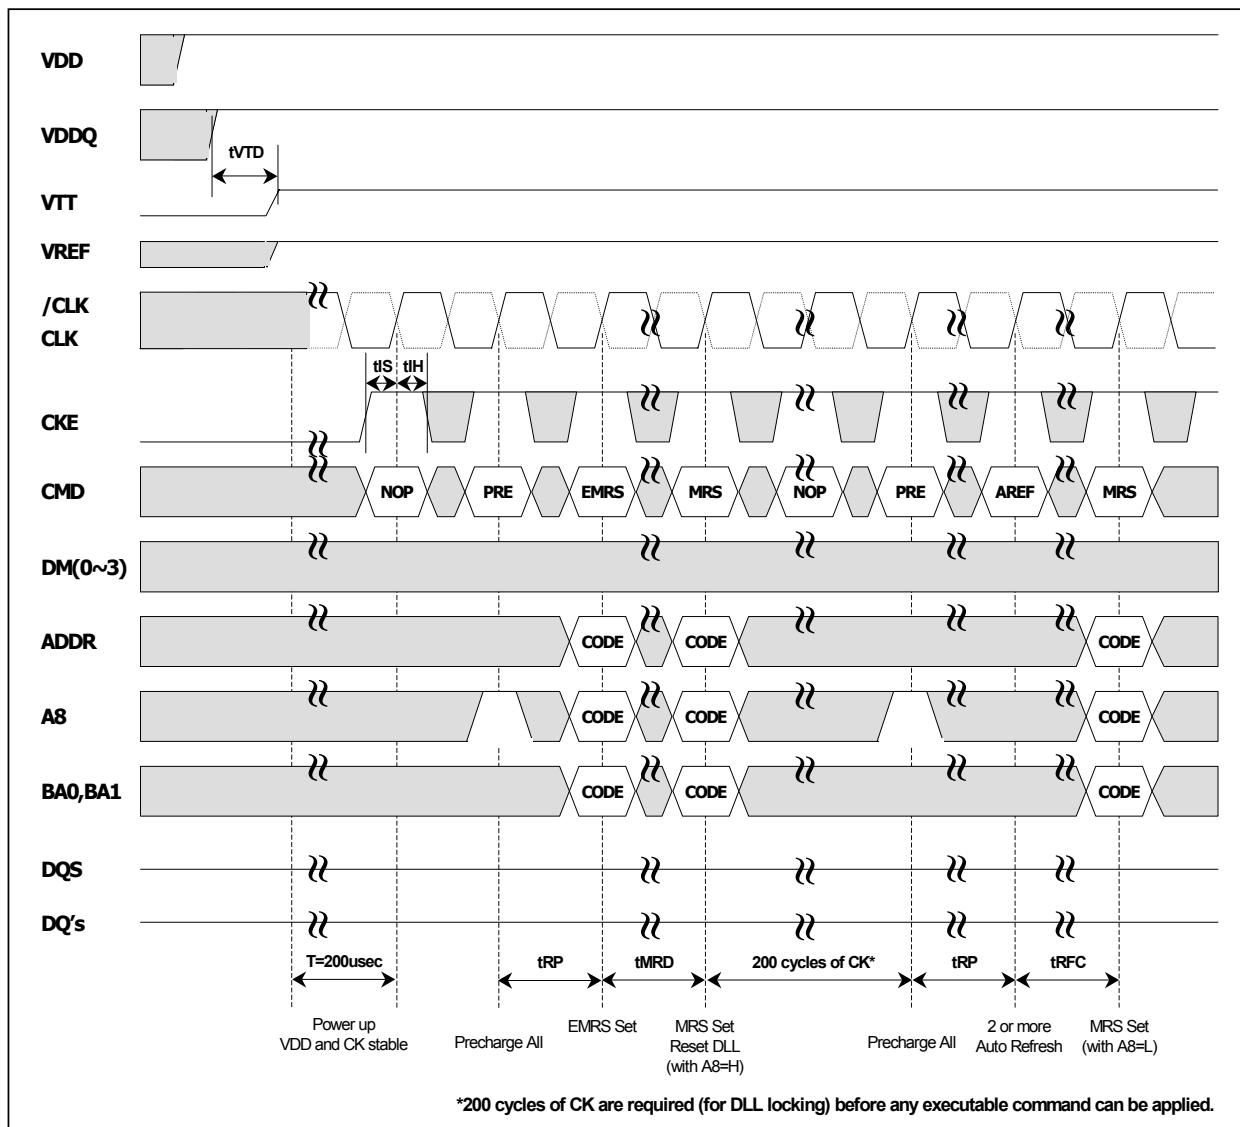 VDD
VDDQ
tVTD
VTT
VREF
/CLK
CLK
tIS tIH
CKE
CMD NOP PRE EMRS MRS NOP PRE AREF MRS
DM(0~3)
ADDR CODE CODE CODE
A8 CODE CODE CODE
BA0,BA1 CODE CODE CODE
DQS
DQ's
T=200usec tRP tMRD 200 cycles of CK* tRP tRFC
Power up
VDD and CK stable
Precharge All
EMRS Set
MRS Set
Reset DLL
(with A8=H)
Precharge All
2 or more
Auto Refresh
MRS Set
(with A8=L)
*200 cycles of CK are required (for DLL locking) before any executable command can be applied.